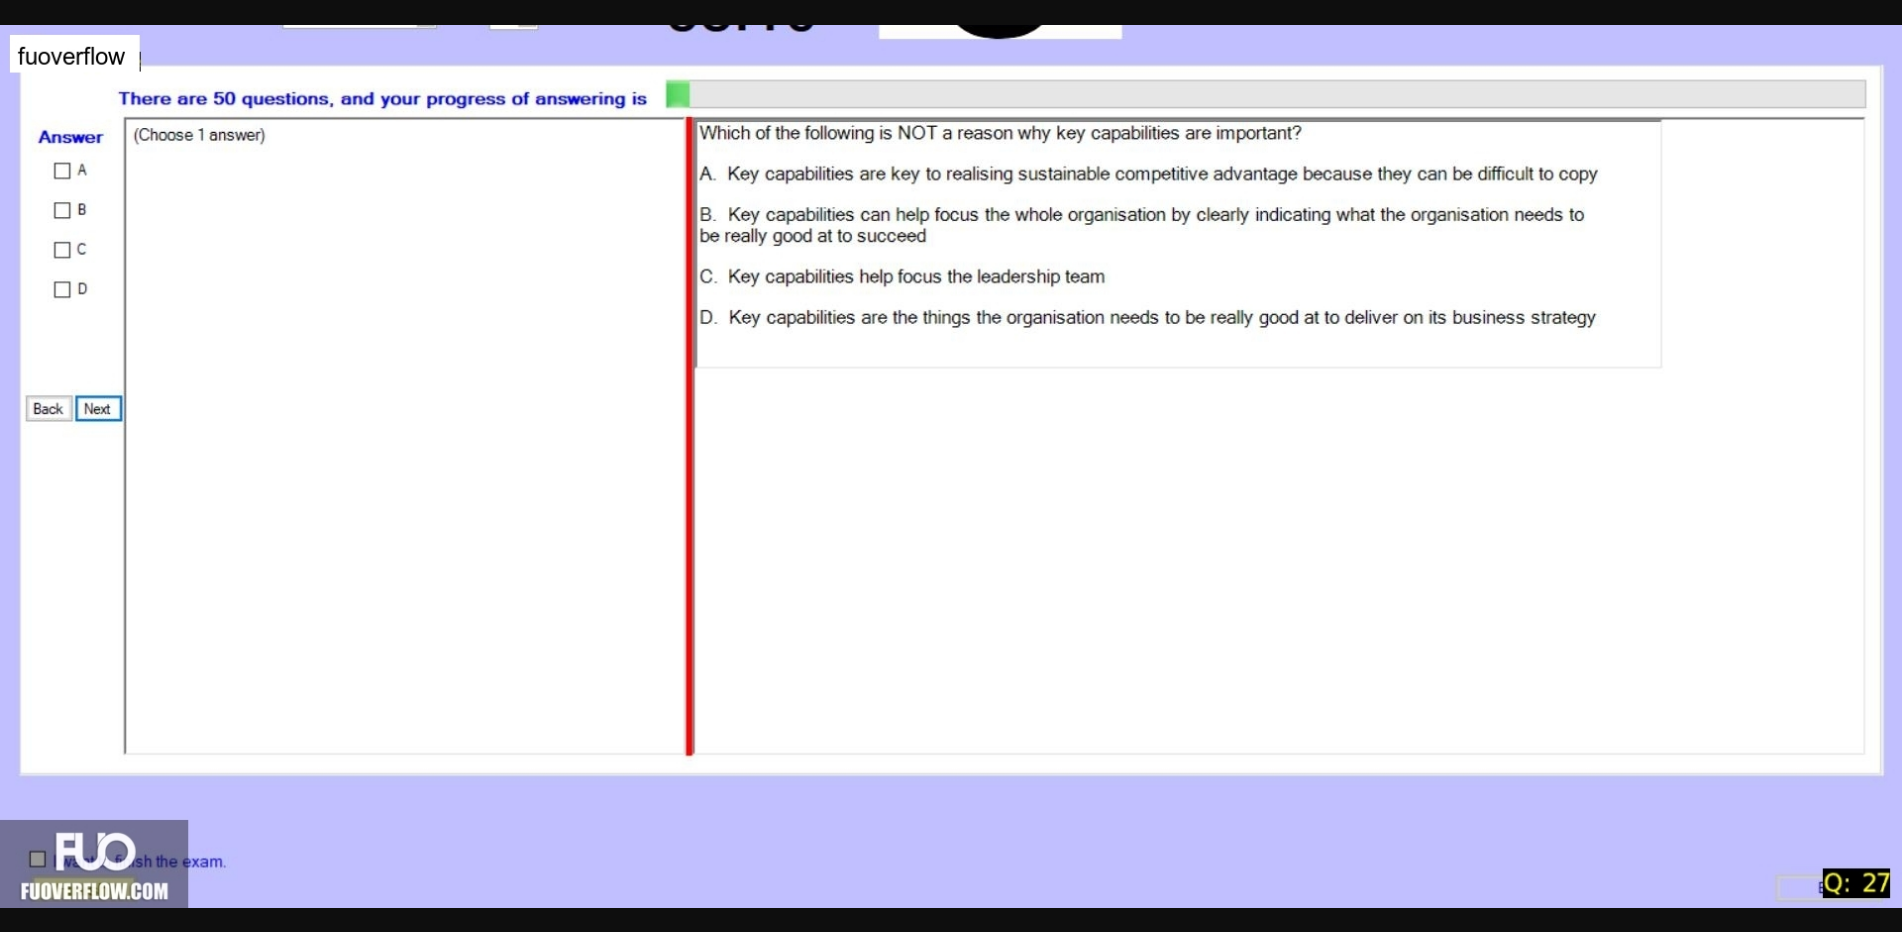 fuoverflow
There are 50 questions, and your progress of answering is
Answer
(Choose 1 answer)
A
B
C
D
Back
Next
Which of the following is NOT a reason why key capabilities are important?
A. Key capabilities are key to realising sustainable competitive advantage because they can be difficult to copy
B. Key capabilities can help focus the whole organisation by clearly indicating what the organisation needs to
be really good at to succeed
C. Key capabilities help focus the leadership team
D. Key capabilities are the things the organisation needs to be really good at to deliver on its business strategy
the exam.
FUO
FUOVERFLOW.COM
Q: 27